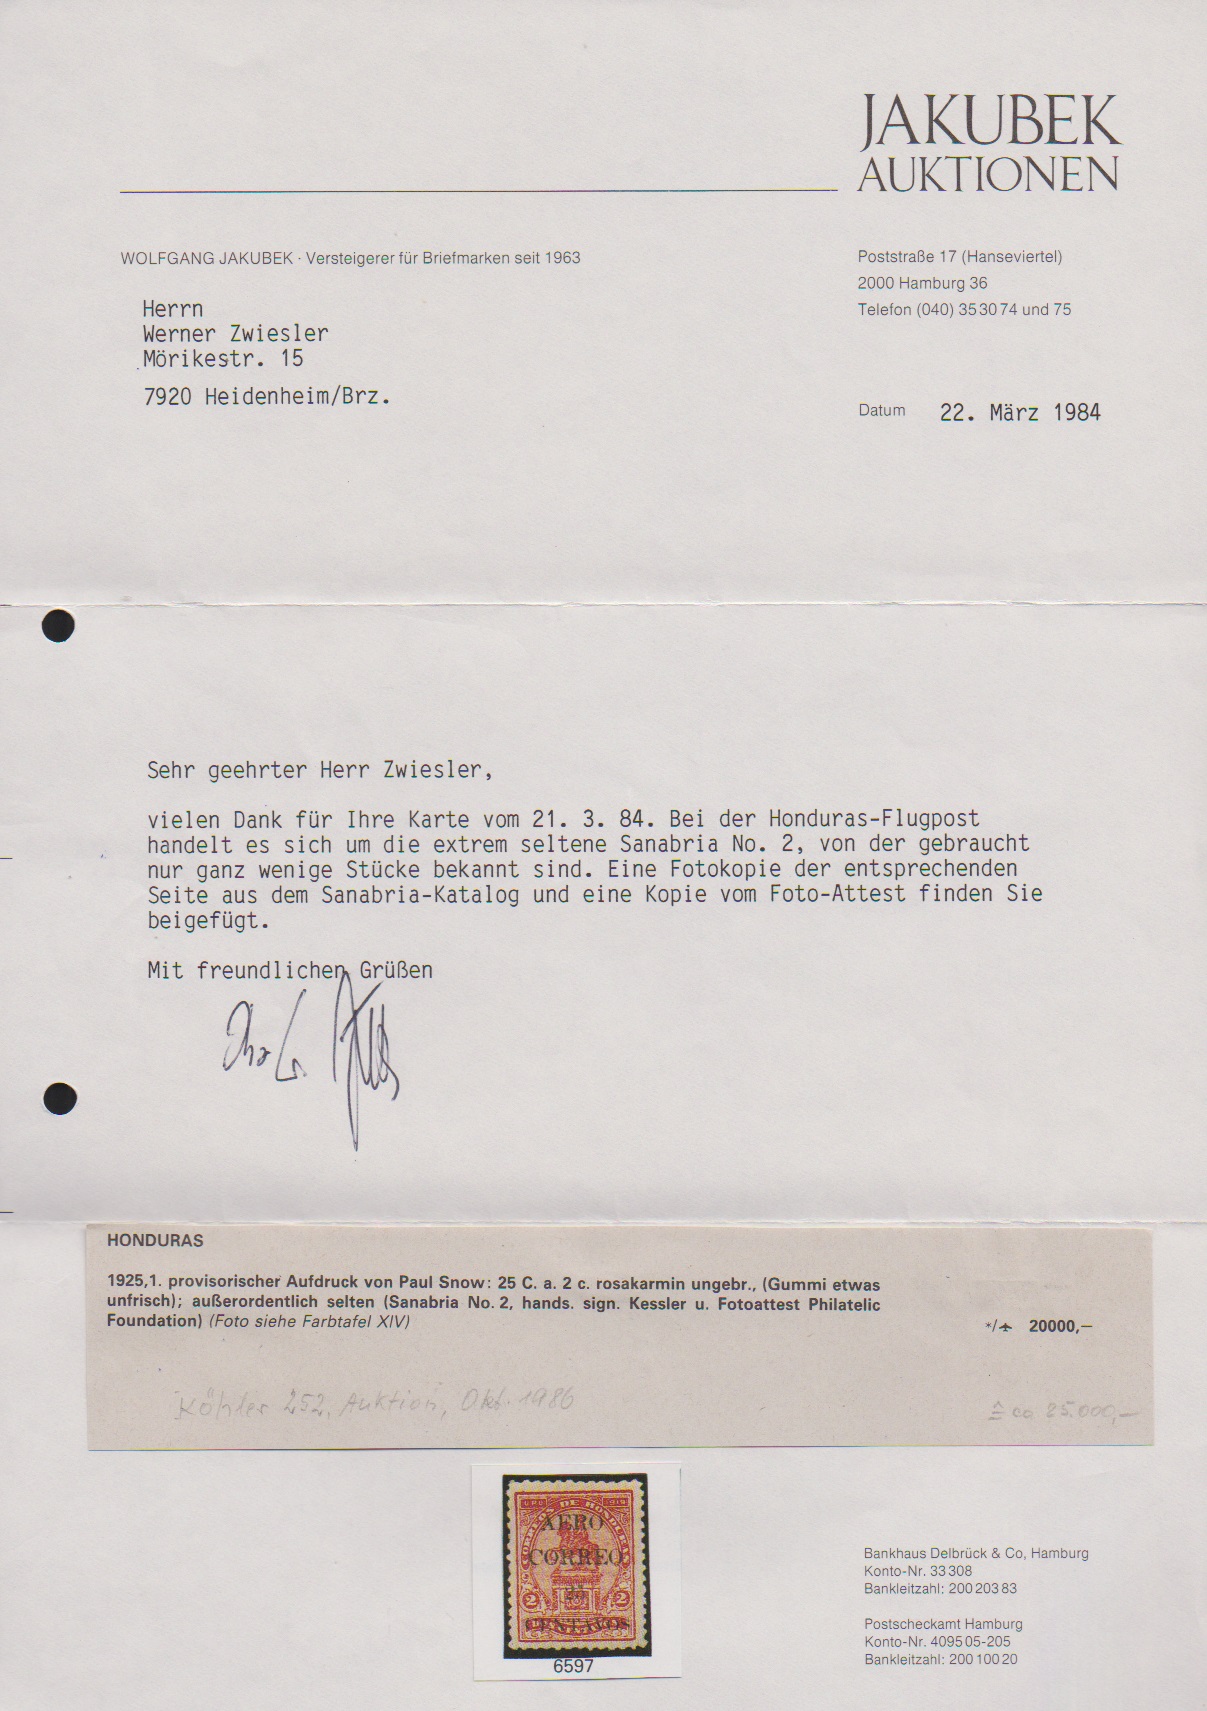 JAKUBEK
AUKTIONEN
WOLFGANG JAKUBEK · Versteigerer für Briefmarken seit 1963
Poststraße 17 (Hanseviertel)
2000 Hamburg 36
Telefon (040) 35 30 74 und 75
Herrn
Werner Zwiesler
Mörikestr. 15
7920 Heidenheim/Brz.
Datum 22. März 1984
Sehr geehrter Herr Zwiesler,
vielen Dank für Ihre Karte vom 21. 3. 84. Bei der Honduras-Flugpost
handelt es sich um die extrem seltene Sanabria No. 2, von der gebraucht
nur ganz wenige Stücke bekannt sind. Eine Fotokopie der entsprechenden
Seite aus dem Sanabria-Katalog und eine Kopie vom Foto-Attest finden Sie
beigefügt.
Mit freundlichen Grüßen
HONDURAS
1925,1. provisorischer Aufdruck von Paul Snow: 25 C. a. 2 c. rosakarmin ungebr., (Gummi etwas
unfrisch); außerordentlich selten (Sanabria No. 2, hands. sign. Kessler u. Fotoattest Philatelic
Foundation) (Foto siehe Farbtafel XIV)
*/✈ 20000,—
Köhler 252. Auktion, Okt. 1986
≙ ca 25.000,—
UPU 1919
CORREOS DE HONDURAS
AERO
CORREO
25
2 2
CENTAVOS
6597
Bankhaus Delbrück & Co, Hamburg
Konto-Nr. 33 308
Bankleitzahl: 200 203 83
Postscheckamt Hamburg
Konto-Nr. 4095 05-205
Bankleitzahl: 200 100 20